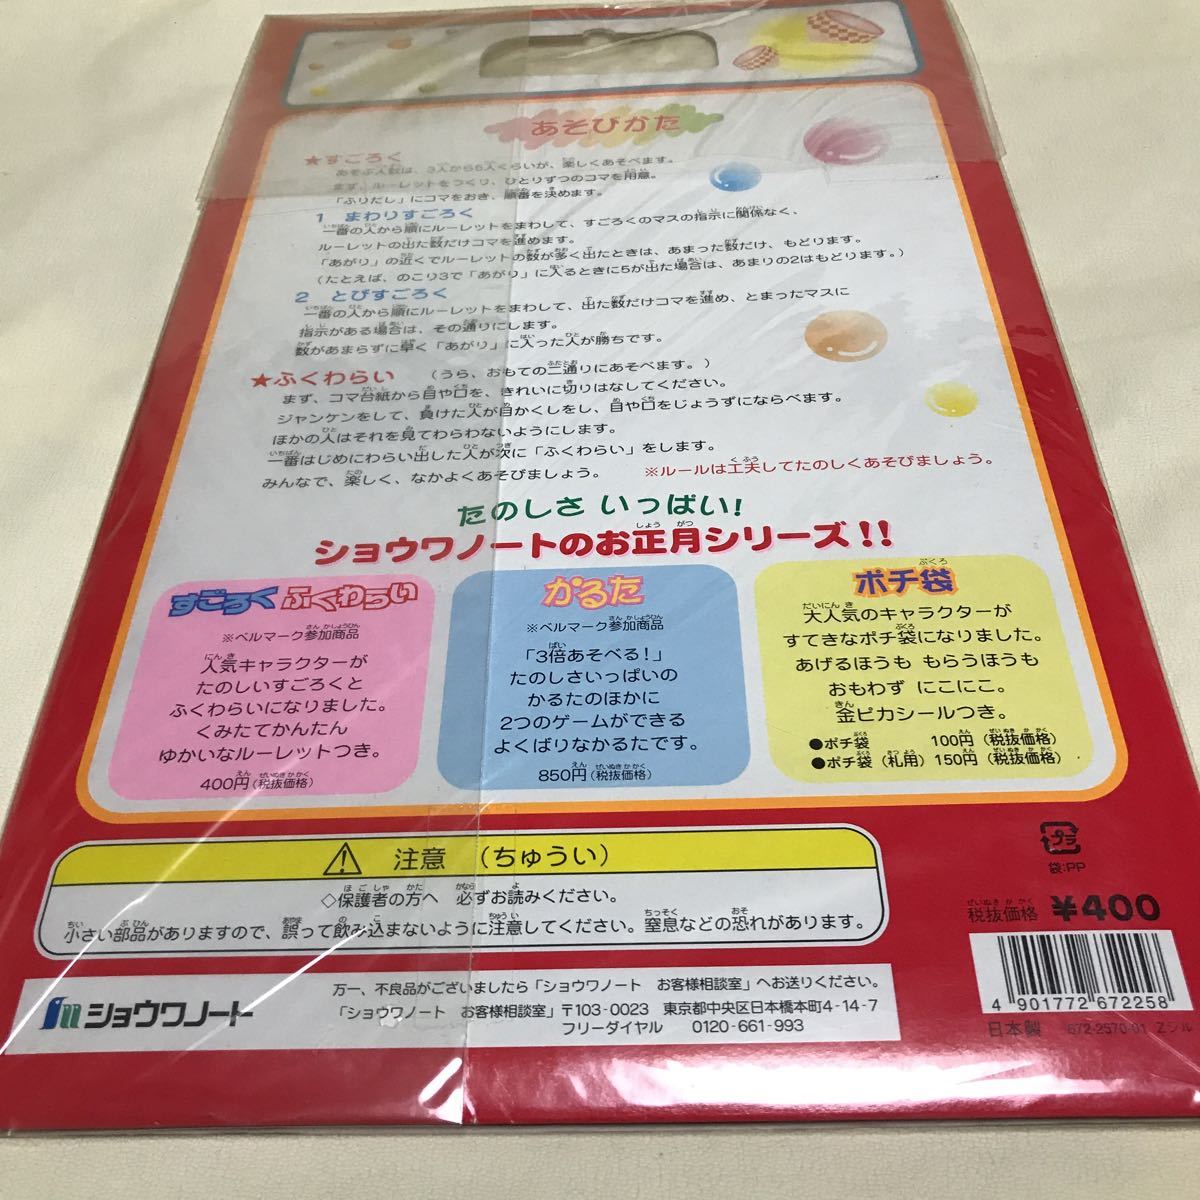 あそびかた
★すごろく
あそぶ人数は、3人から5人くらいが、楽しくあそべます。
まず、ルーレットをつくり、ひとりずつのコマを用意。
「ふりだし」にコマをおき、順番を決めます。
1 まわりすごろく
一番の人から順にルーレットをまわして、すごろくのマスの指示に関係なく、
ルーレットの出た数だけコマを進めます。
「あがり」の近くでルーレットの数が多く出たときは、あまった数だけ、もどります。
(たとえば、のこり3で「あがり」に入るときに5が出た場合は、あまりの2はもどります。)
2 とびすごろく
一番の人から順にルーレットをまわして、出た数だけコマを進め、とまったマスに
指示がある場合は、その通りにします。
数があまらずに早く「あがり」に入った人が勝ちです。
★ふくわらい (うら、おもての二通りにあそべます。)
まず、コマ台紙から目や口を、きれいに切りはなしてください。
ジャンケンをして、負けた人が目かくしをし、目や口をじょうずにならべます。
ほかの人はそれを見てわらわないようにします。
一番はじめにわらい出した人が次に「ふくわらい」をします。
みんなで、楽しく、なかよくあそびましょう。 ※ルールは工夫してたのしくあそびましょう。
たのしさ いっぱい!
ショウワノートのお正月シリーズ!!
すごろく ふくわらい
※ベルマーク参加商品
人気キャラクターが
たのしいすごろくと
ふくわらいになりました。
くみたてかんたん
ゆかいなルーレットつき。
400円(税抜価格)
かるた
※ベルマーク参加商品
「3倍あそべる!」
たのしさいっぱいの
かるたのほかに
2つのゲームができる
よくばりなかるたです。
850円(税抜価格)
ポチ袋
大人気のキャラクターが
すてきなポチ袋になりました。
あげるほうも もらうほうも
おもわず にこにこ。
金ピカシールつき。
●ポチ袋 100円(税抜価格)
●ポチ袋(札用) 150円(税抜価格)
注意 (ちゅうい)
◇保護者の方へ 必ずお読みください。
小さい部品がありますので、誤って飲み込まないように注意してください。窒息などの恐れがあります。
ショウワノート
万一、不良品がございましたら「ショウワノート お客様相談室」へお送りください。
「ショウワノート お客様相談室」〒103-0023 東京都中央区日本橋本町4-14-7
フリーダイヤル 0120-661-993
プラ
袋:PP
税抜価格 ¥400
4 901772 672258
日本製 672-2570-01 Zシル